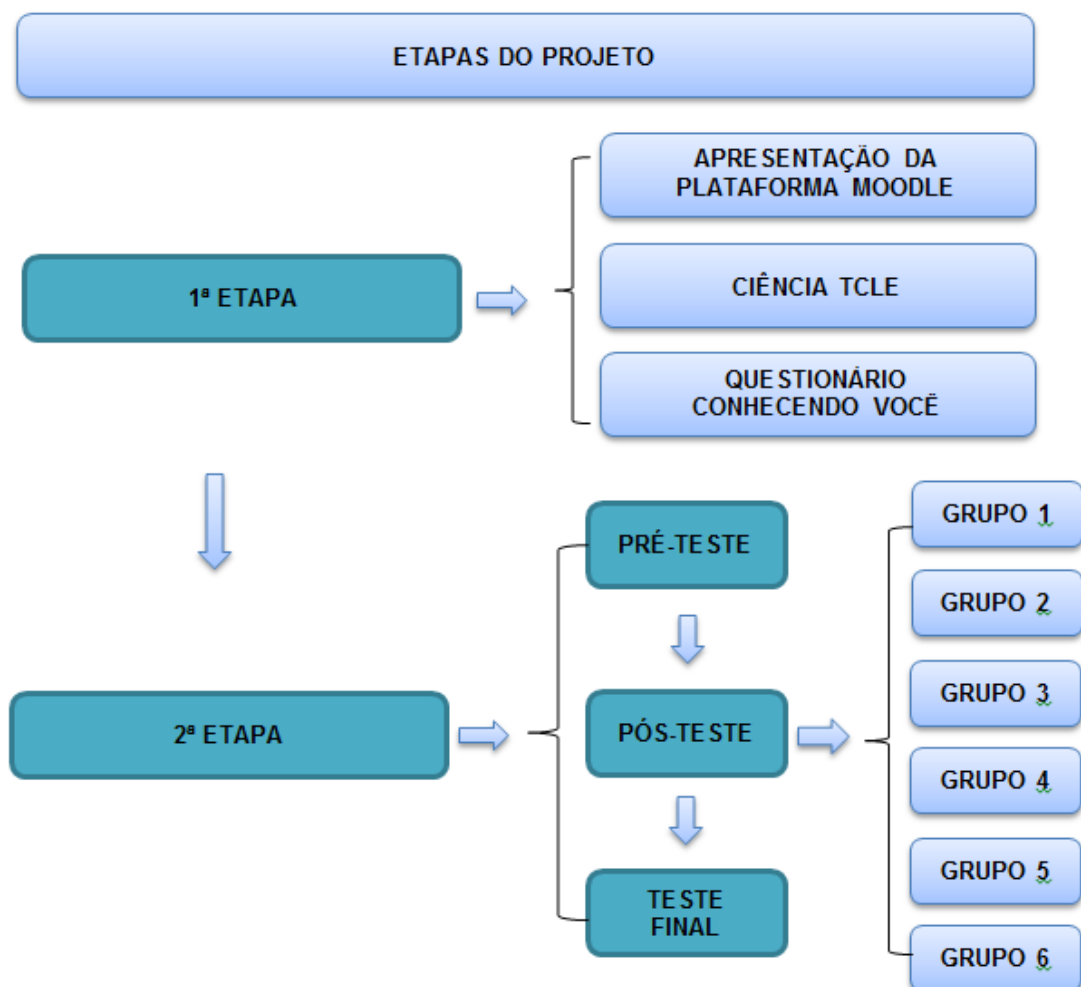 ETAPAS DO PROJETO
1ª ETAPA
APRESENTAÇÃO DA
PLATAFORMA MOODLE
CIÊNCIA TCLE
QUESTIONÁRIO
CONHECENDO VOCÊ
2ª ETAPA
PRÉ-TESTE
PÓS-TESTE
TESTE
FINAL
GRUPO 1
GRUPO 2
GRUPO 3
GRUPO 4
GRUPO 5
GRUPO 6